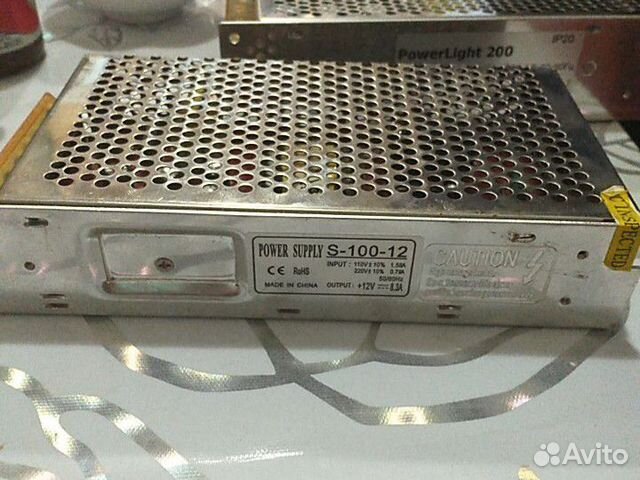 PowerLight 200
IP20
POWER SUPPLY S-100-12
INPUT : 110V± 10% 1.58A
220V± 10% 0.79A
50/60Hz
CE RoHS
MADE IN CHINA OUTPUT : +12V 8.3A
CAUTION
INSPECTED
Avito